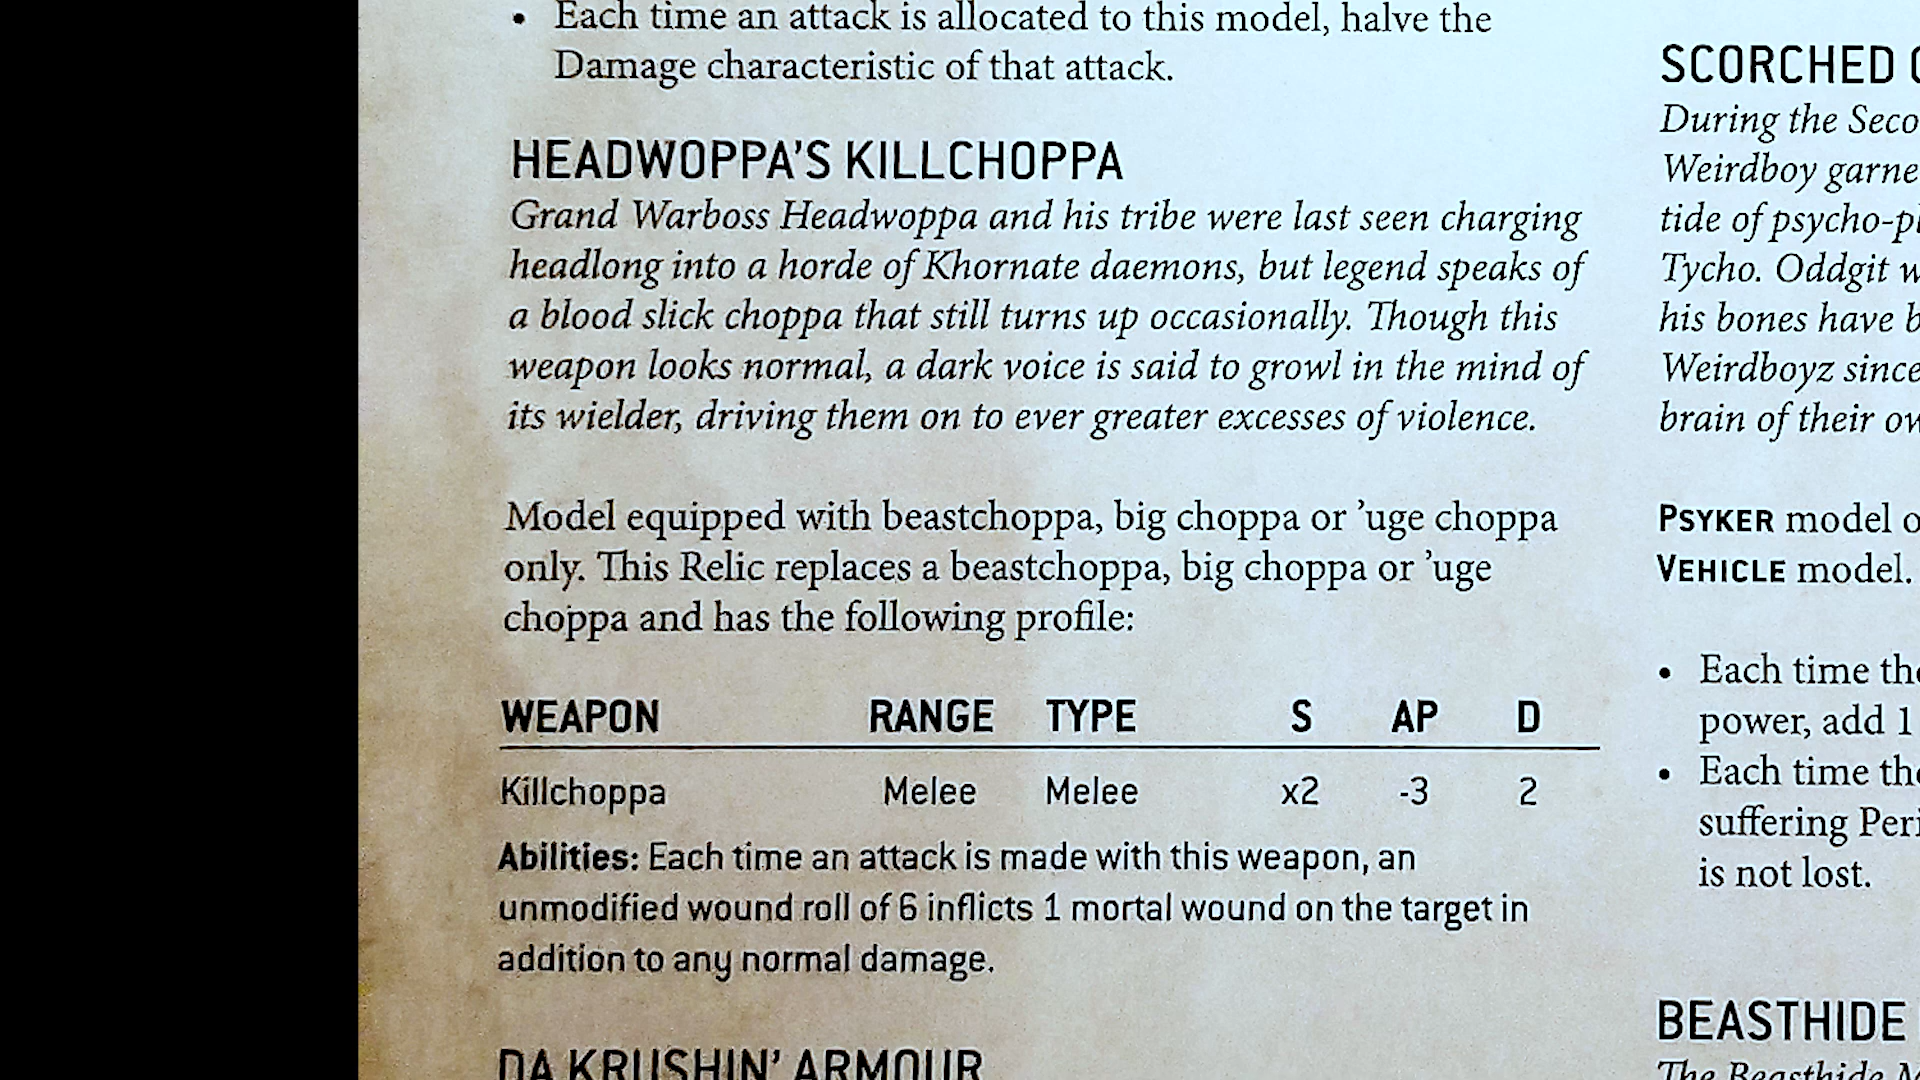 • Each time an attack is allocated to this model, halve the
Damage characteristic of that attack.
HEADWOPPA'S KILLCHOPPA
Grand Warboss Headwoppa and his tribe were last seen charging
headlong into a horde of Khornate daemons, but legend speaks of
a blood slick choppa that still turns up occasionally. Though this
weapon looks normal, a dark voice is said to growl in the mind of
its wielder, driving them on to ever greater excesses of violence.
Model equipped with beastchoppa, big choppa or 'uge choppa
only. This Relic replaces a beastchoppa, big choppa or 'uge
choppa and has the following profile:
WEAPON RANGE TYPE S AP D
Killchoppa Melee Melee x2 -3 2
Abilities: Each time an attack is made with this weapon, an
unmodified wound roll of 6 inflicts 1 mortal wound on the target in
addition to any normal damage.
DA KRUSHIN' ARMOUR
SCORCHED
During the
Weirdboy
tide of
Tycho. Oddgit
his bones have
Weirdboyz since
brain of their
PSYKER model
VEHICLE model.
• Each time
power, add 1
• Each time
suffering
is not lost.
BEASTHIDE
The Beasthide